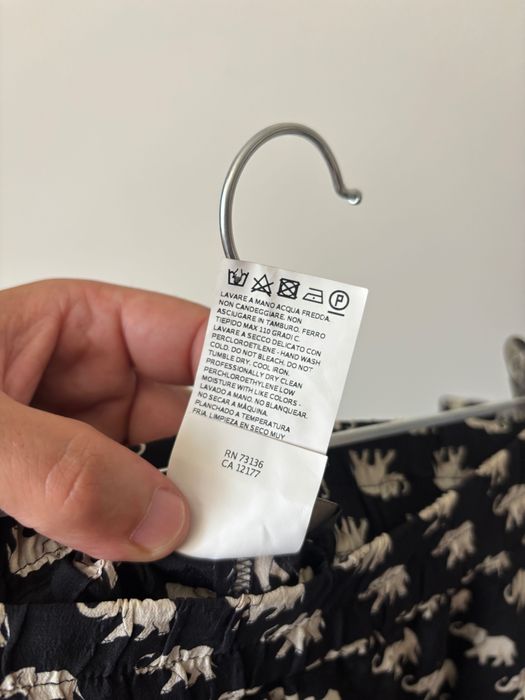 P
LAVARE A MANO ACQUA FREDDA.
NON CANDEGGIARE. NON
ASCIUGARE IN TAMBURO. FERRO
TIEPIDO MAX 110 GRADI C.
LAVARE A SECCO DELICATO CON
PERCLOROETILENE - HAND WASH
COLD. DO NOT BLEACH. DO NOT
TUMBLE DRY. COOL IRON.
PROFESSIONALLY DRY CLEAN
PERCHLOROETHYLENE LOW
MOISTURE WITH LIKE COLORS -
LAVADO A MANO. NO BLANQUEAR.
NO SECAR A MÁQUINA.
PLANCHADO A TEMPERATURA
FRÍA. LIMPIEZA EN SECO MUY
RN 73136
CA 12177